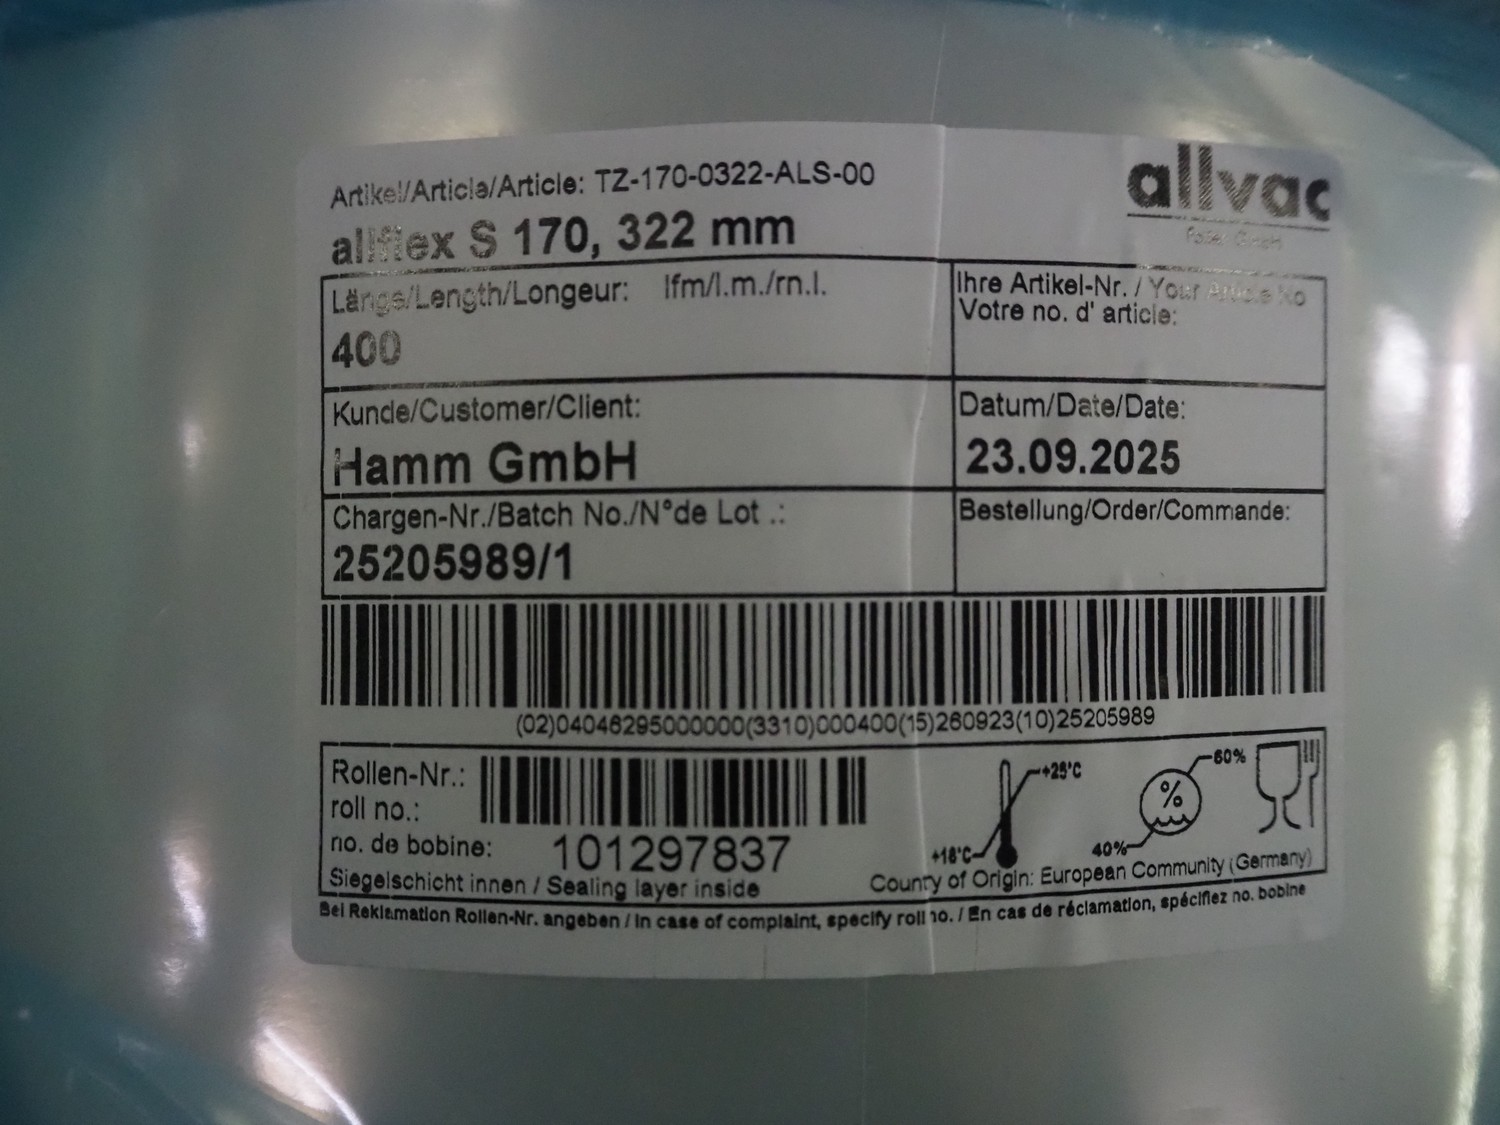 Artikel/Article/Article: TZ-170-0322-ALS-00
allvac
Folien GmbH
allflex S 170, 322 mm
Länge/Length/Longeur: lfm/l.m./rn.l.
400
Ihre Artikel-Nr. / Your Article No
Votre no. d' article:
Kunde/Customer/Client:
Hamm GmbH
Datum/Date/Date:
23.09.2025
Chargen-Nr./Batch No./N°de Lot .:
25205989/1
Bestellung/Order/Commande:
(02)04046295000000(3310)000400(15)260923(10)25205989
Rollen-Nr.:
roll no.:
no. de bobine: 101297837
Siegelschicht innen / Sealing layer inside
+25°C
+18°C
60%
%
40%
County of Origin: European Community (Germany)
Bei Reklamation Rollen-Nr. angeben / In case of complaint, specify roll no. / En cas de réclamation, spécifiez no. bobine